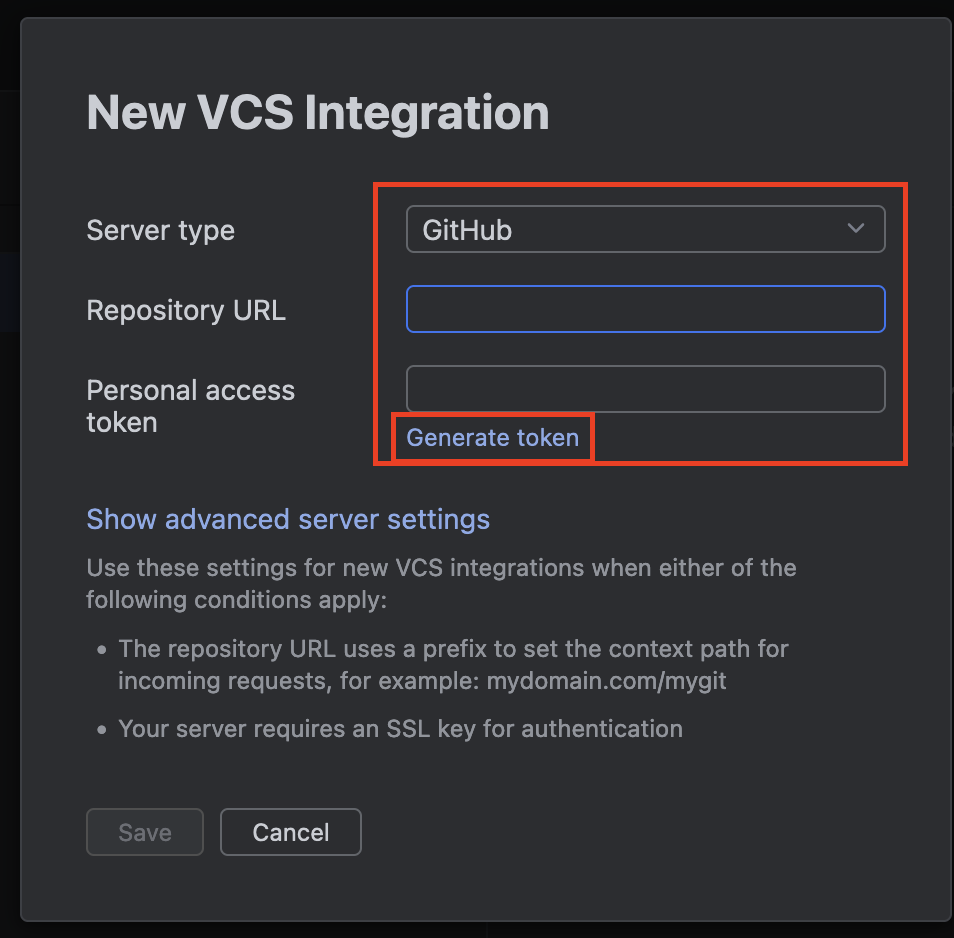 New VCS Integration
Server type
GitHub
Repository URL
Personal access
token
Generate token
Show advanced server settings
Use these settings for new VCS integrations when either of the
following conditions apply:
• The repository URL uses a prefix to set the context path for
incoming requests, for example: mydomain.com/mygit
• Your server requires an SSL key for authentication
Save
Cancel